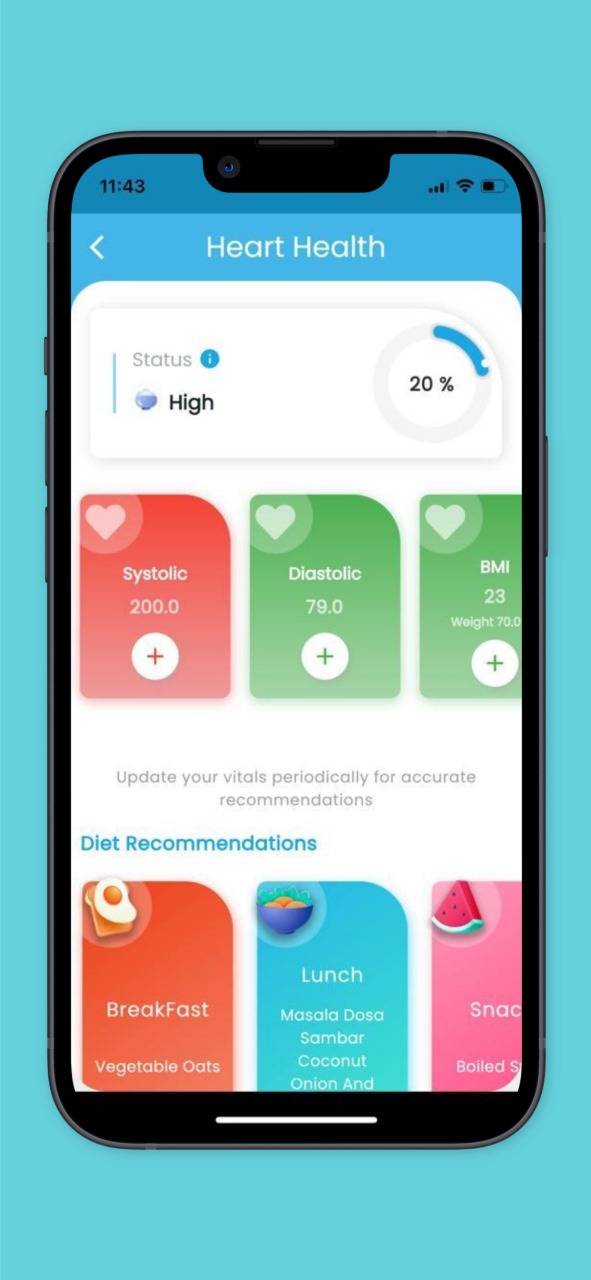 11:43
Heart Health
Status
High
20 %
Systolic
200.0
Diastolic
79.0
BMI
23
Weight 70.0
Update your vitals periodically for accurate
recommendations
Diet Recommendations
BreakFast
Vegetable Oats
Lunch
Masala Dosa
Sambar
Coconut
Onion And
Snac
Boiled S